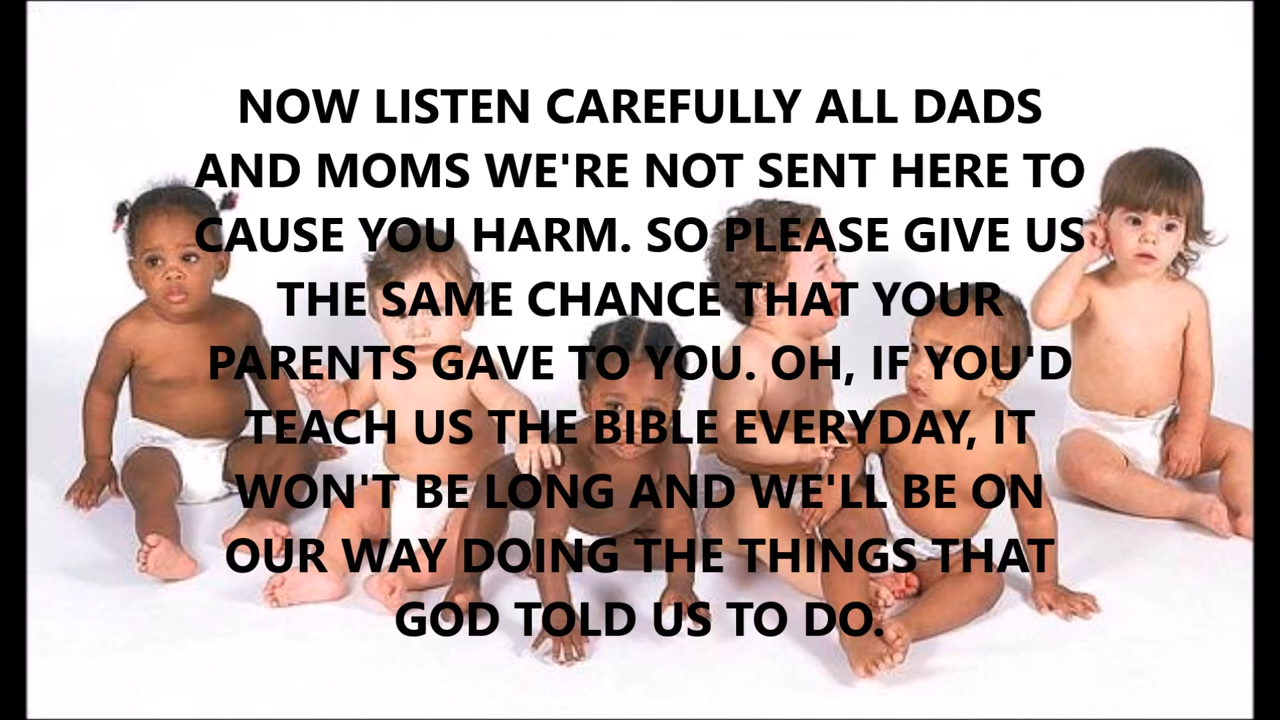 NOW LISTEN CAREFULLY ALL DADS
AND MOMS WE'RE NOT SENT HERE TO
CAUSE YOU HARM. SO PLEASE GIVE US
THE SAME CHANCE THAT YOUR
PARENTS GAVE TO YOU. OH, IF YOU'D
TEACH US THE BIBLE EVERYDAY, IT
WON'T BE LONG AND WE'LL BE ON
OUR WAY DOING THE THINGS THAT
GOD TOLD US TO DO.